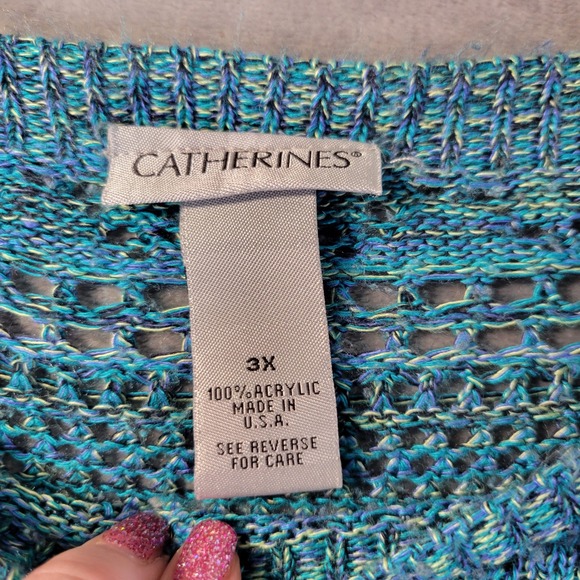 CATHERINES®
3X
100% ACRYLIC
MADE IN
U.S.A.
SEE REVERSE
FOR CARE